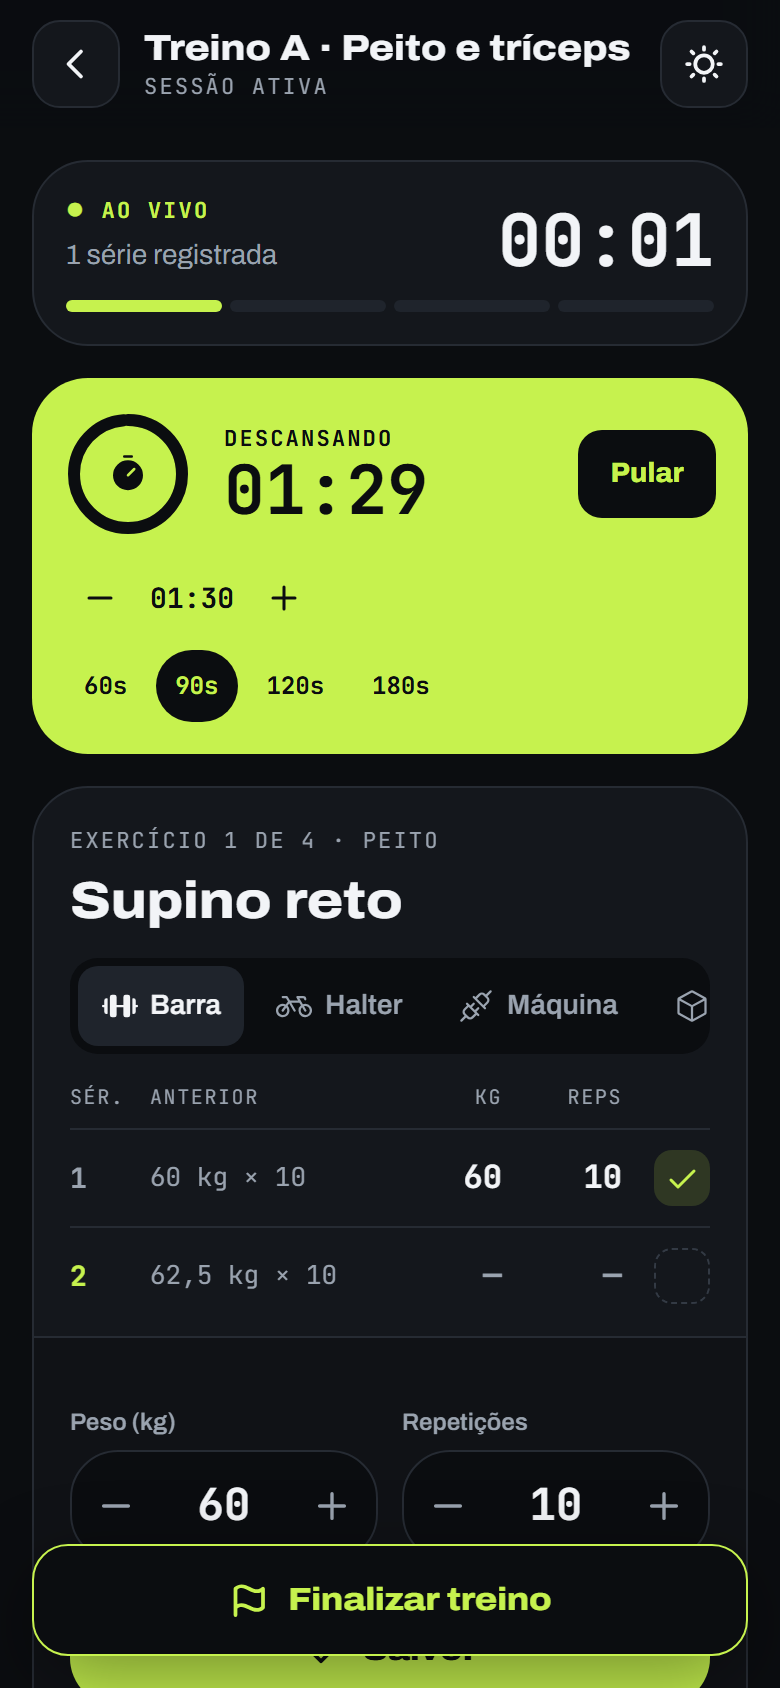 Treino A · Peito e tríceps
SESSÃO ATIVA
AO VIVO
1 série registrada
00:01
DESCANSANDO
01:29
Pular
01:30
60s 90s 120s 180s
EXERCÍCIO 1 DE 4 · PEITO
Supino reto
Barra Halter Máquina
SÉR. ANTERIOR KG REPS
1 60 kg × 10 60 10
2 62,5 kg × 10 — —
Peso (kg) Repetições
— 60 + — 10 +
Finalizar treino